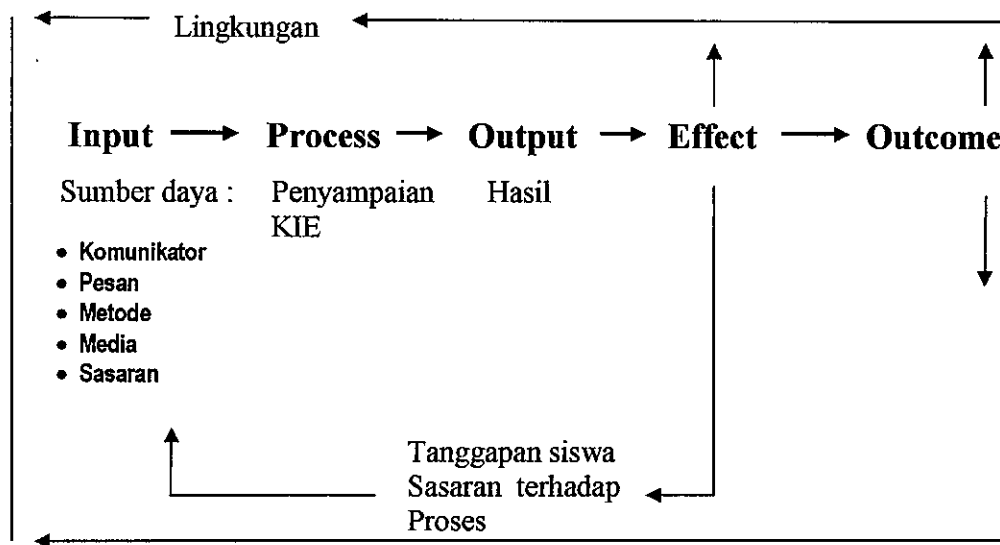 Lingkungan
Input Process Output Effect Outcome
Sumber daya : Penyampaian Hasil
KIE
• Komunikator
• Pesan
• Metode
• Media
• Sasaran
Tanggapan siswa
Sasaran terhadap
Proses